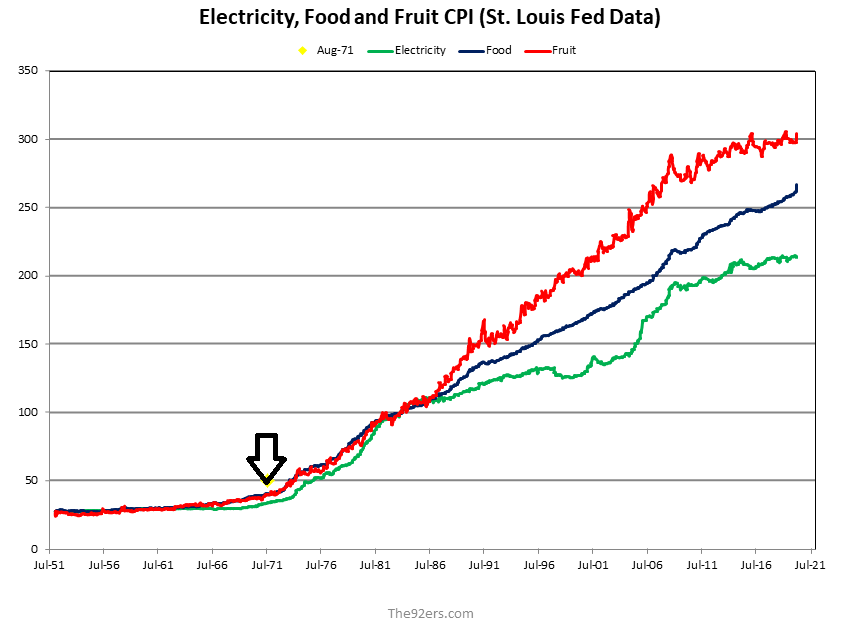 Electricity, Food and Fruit CPI (St. Louis Fed Data)
Aug-71 Electricity Food Fruit
350
300
250
200
150
100
50
0
Jul-51 Jul-56 Jul-61 Jul-66 Jul-71 Jul-76 Jul-81 Jul-86 Jul-91 Jul-96 Jul-01 Jul-06 Jul-11 Jul-16 Jul-21
The92ers.com